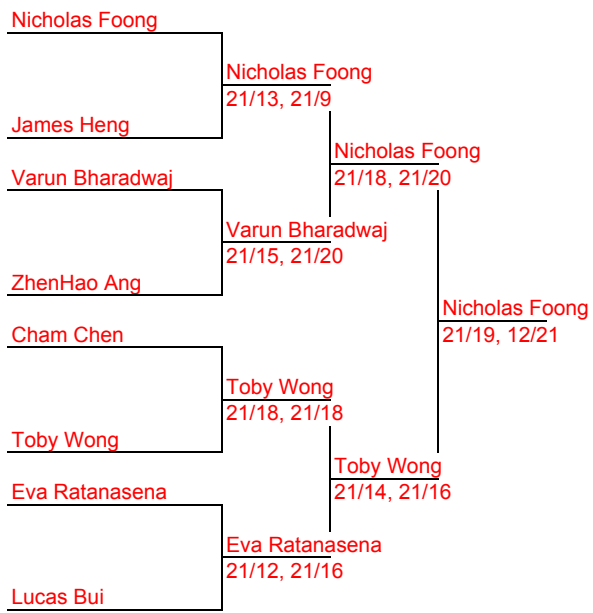 Nicholas Foong
Nicholas Foong
21/13, 21/9
James Heng
Nicholas Foong
21/18, 21/20
Varun Bharadwaj
Varun Bharadwaj
21/15, 21/20
ZhenHao Ang
Nicholas Foong
21/19, 12/21
Cham Chen
Toby Wong
21/18, 21/18
Toby Wong
Toby Wong
21/14, 21/16
Eva Ratanasena
Eva Ratanasena
21/12, 21/16
Lucas Bui